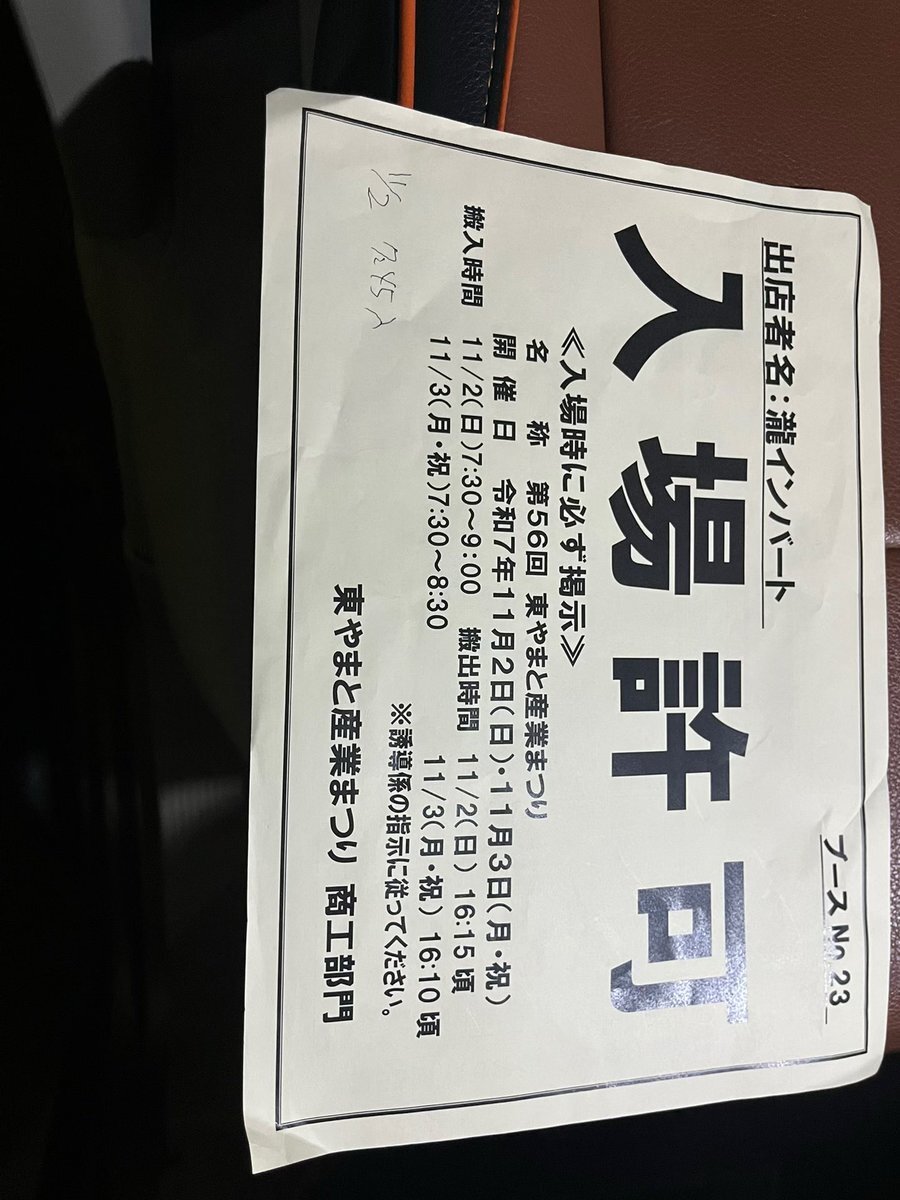 ブース No 23
出店者名:瀧インバート
入場許可
≪入場時に必ず掲示≫
名 称 第56回 東やまと産業まつり
開 催 日 令和7年11月2日(日)・11月3日(月・祝)
搬入時間 11/2(日)7:30～9:00 搬出時間 11/2(日) 16:15 頃
11/3(月・祝)7:30～8:30 11/3(月・祝) 16:10 頃
※誘導係の指示に従ってください。
東やまと産業まつり 商工部門